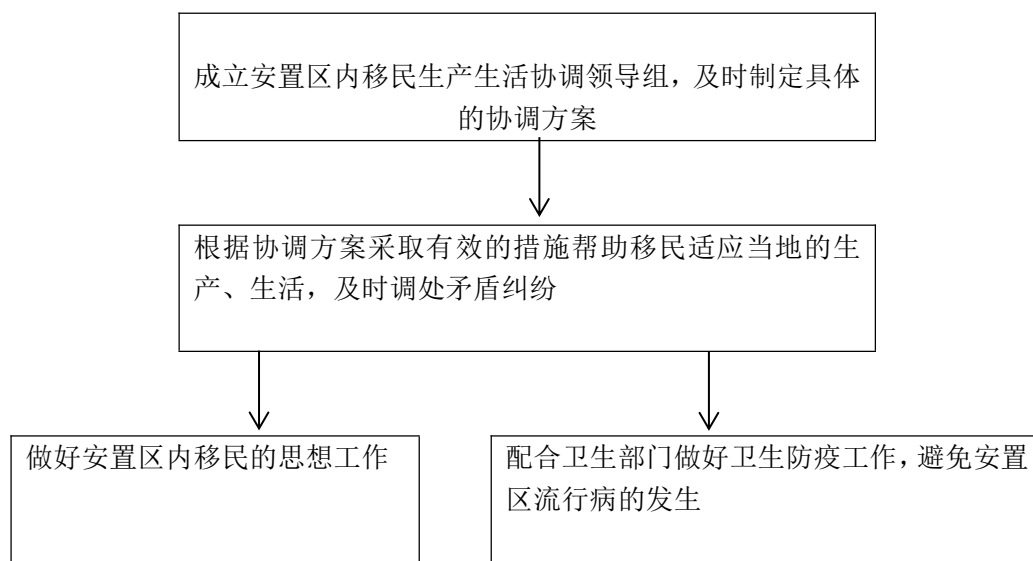 成立安置区内移民生产生活协调领导组，及时制定具体
的协调方案
根据协调方案采取有效的措施帮助移民适应当地的生
产、生活，及时调处矛盾纠纷
做好安置区内移民的思想工作
配合卫生部门做好卫生防疫工作，避免安置
区流行病的发生